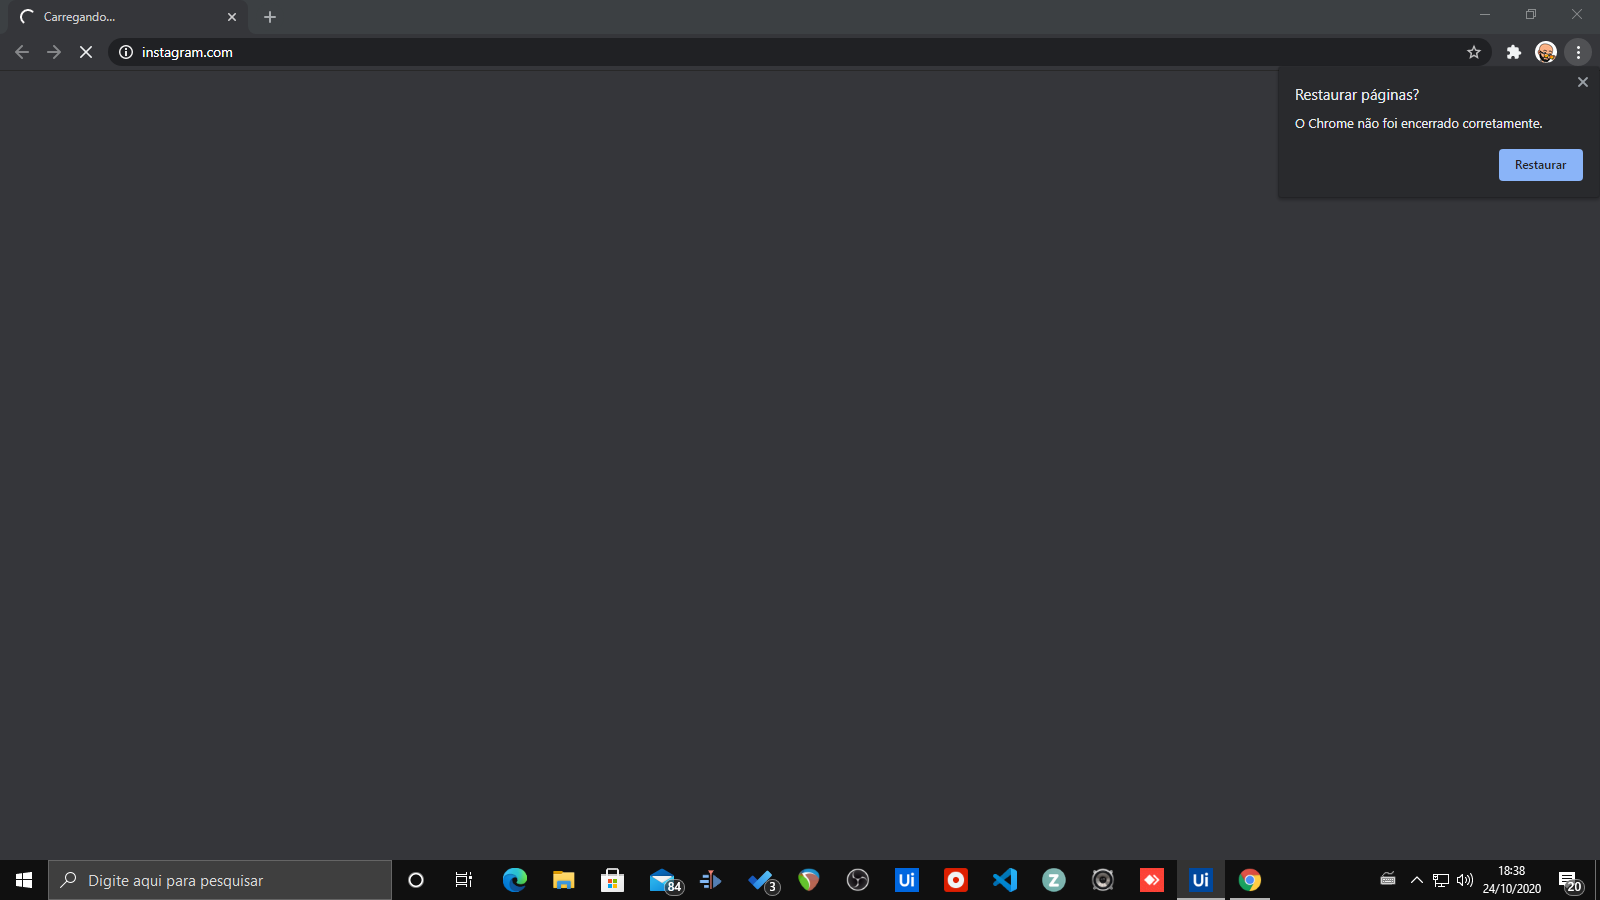 Carregando...
instagram.com
Restaurar páginas?
O Chrome não foi encerrado corretamente.
Restaurar
Digite aqui para pesquisar
84
3
Ui
Z
Ui
18:38
24/10/2020
20